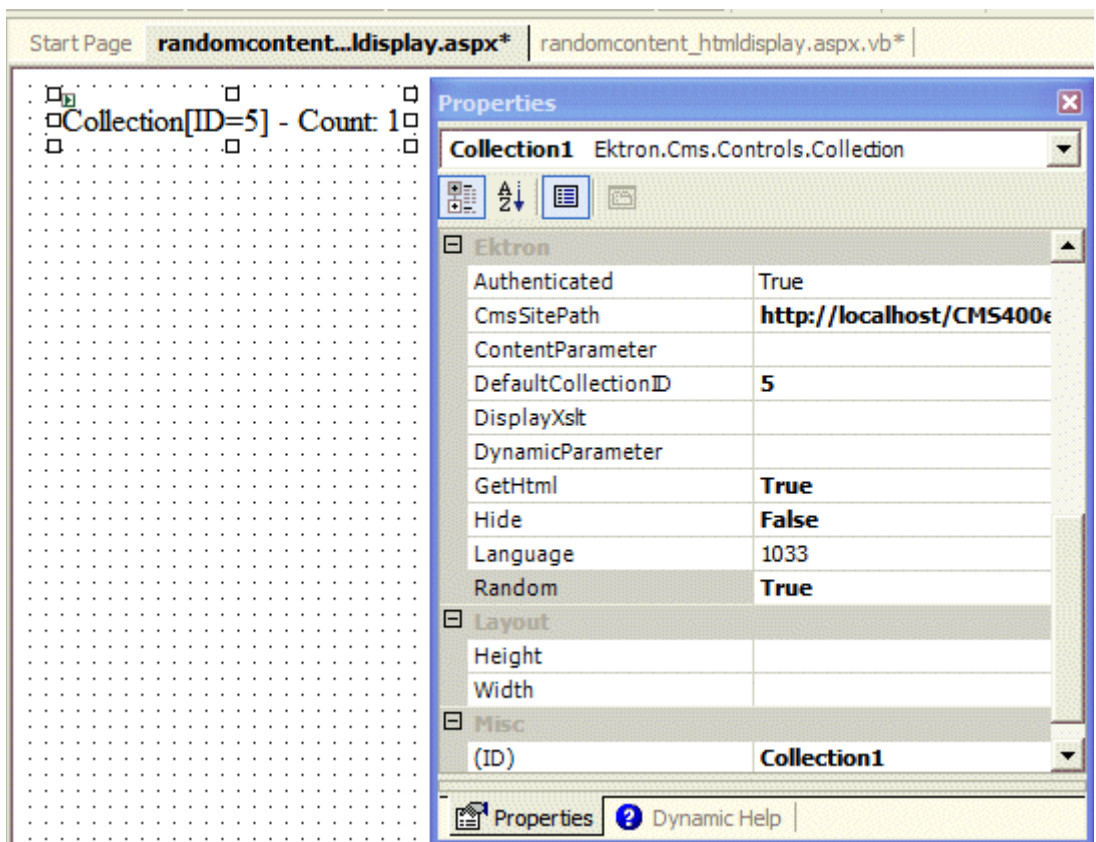 Start Page randomcontent...ldisplay.aspx* randomcontent_htmldisplay.aspx.vb*
Collection[ID=5] - Count: 1
Properties
Collection1 Ektron.Cms.Controls.Collection
Ektron
Authenticated True
CmsSitePath http://localhost/CMS400e
ContentParameter
DefaultCollectionID 5
DisplayXslt
DynamicParameter
GetHtml True
Hide False
Language 1033
Random True
Layout
Height
Width
Misc
(ID) Collection1
Properties Dynamic Help